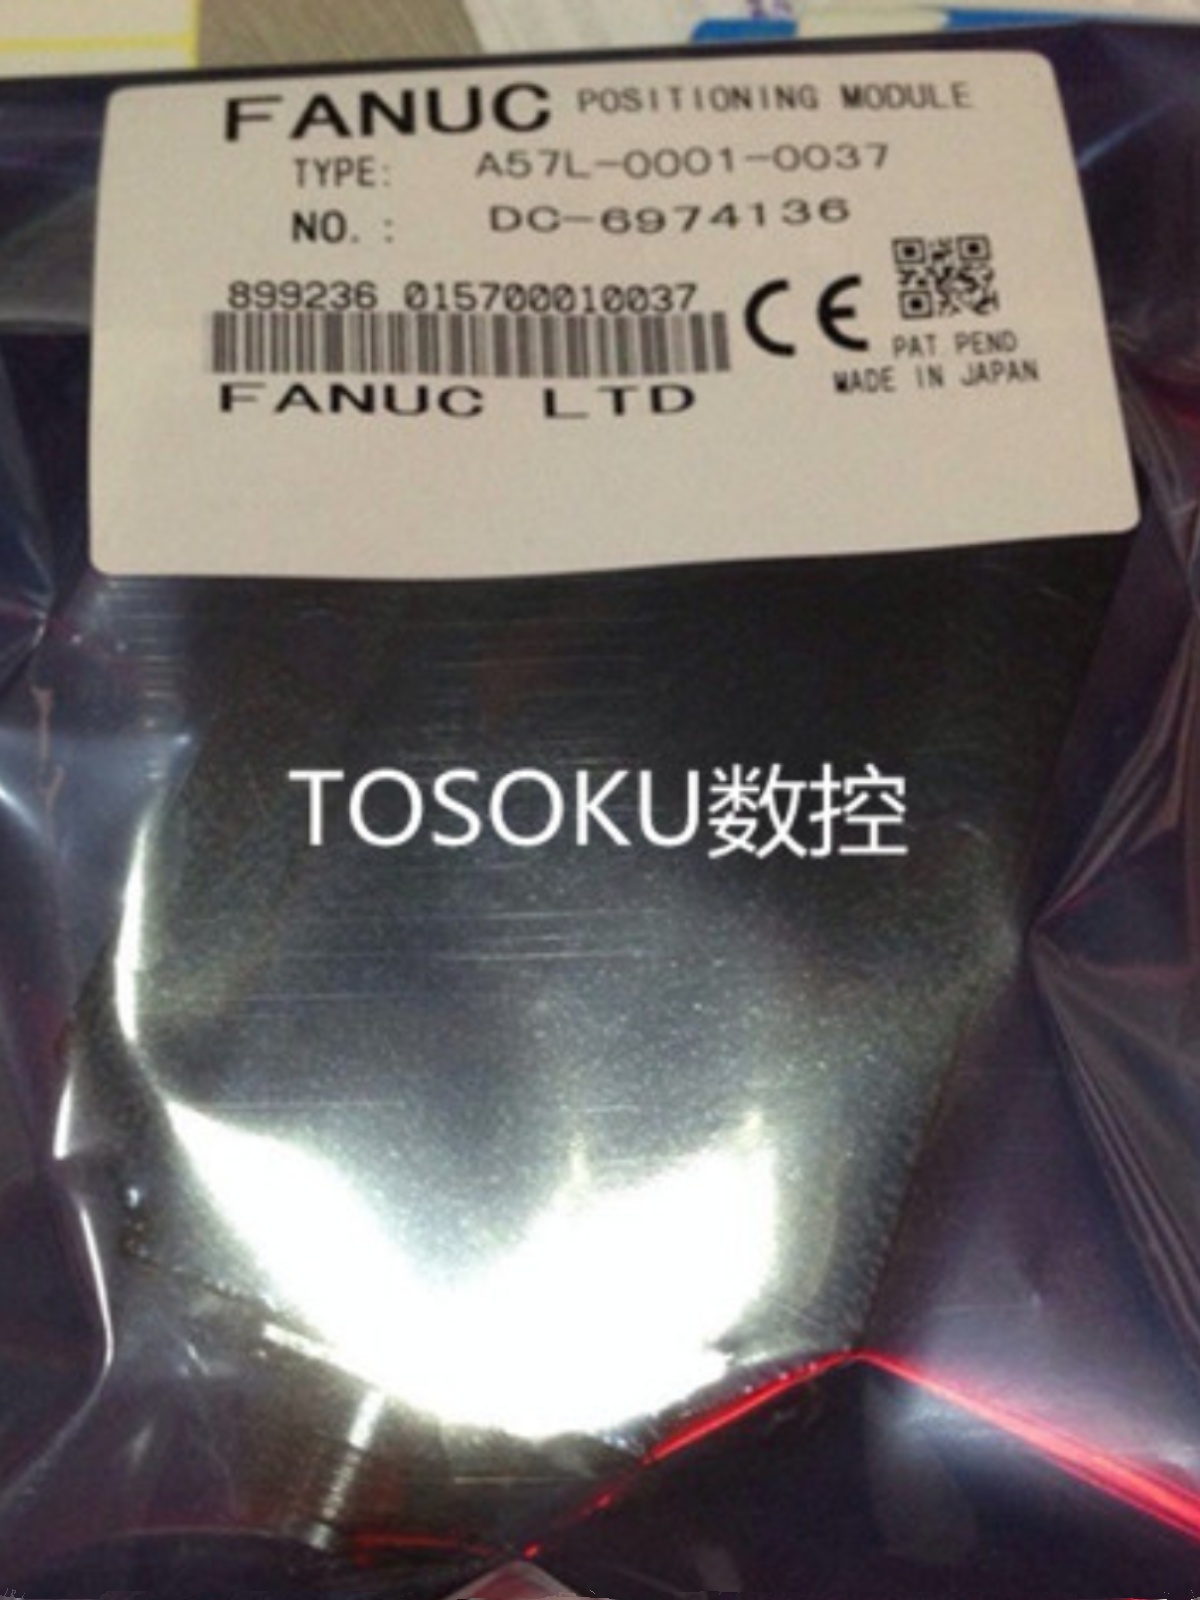 FANUC POSITIONING MODULE
TYPE: A57L-0001-0037
NO. : DC-6974136
899236 015700010037
CE
PAT PEND
MADE IN JAPAN
FANUC LTD
TOSOKU数控